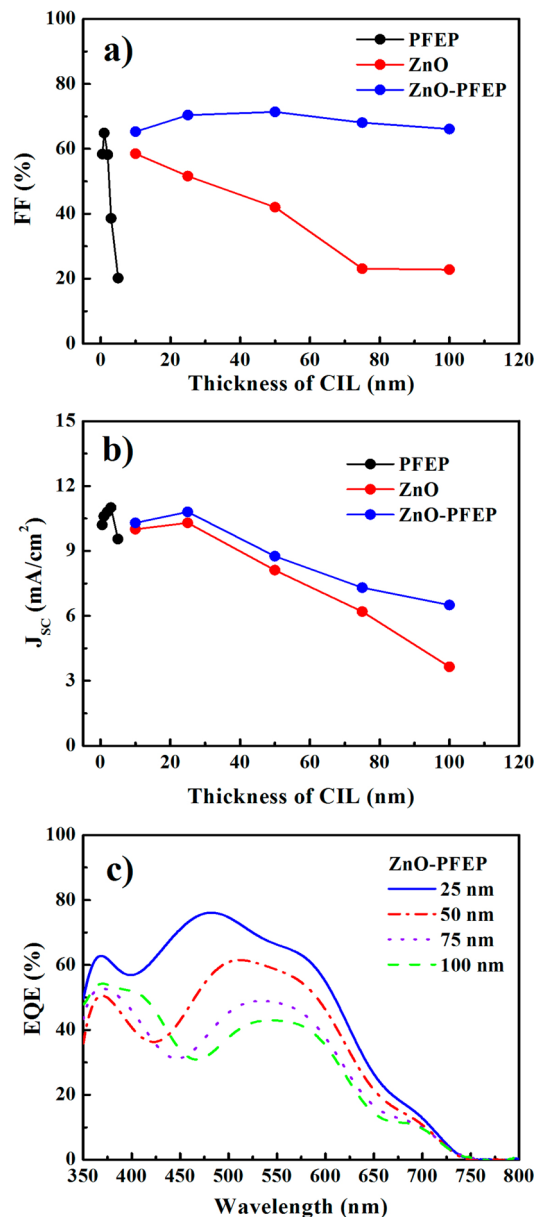 a)
PFEP
ZnO
ZnO-PFEP
FF (%)
100
80
60
40
20
0
0 20 40 60 80 100 120
Thickness of CIL (nm)
b)
PFEP
ZnO
ZnO-PFEP
J_SC (mA/cm²)
15
12
9
6
3
0
0 20 40 60 80 100 120
Thickness of CIL (nm)
c)
ZnO-PFEP
25 nm
50 nm
75 nm
100 nm
EQE (%)
100
80
60
40
20
0
350 400 450 500 550 600 650 700 750 800
Wavelength (nm)